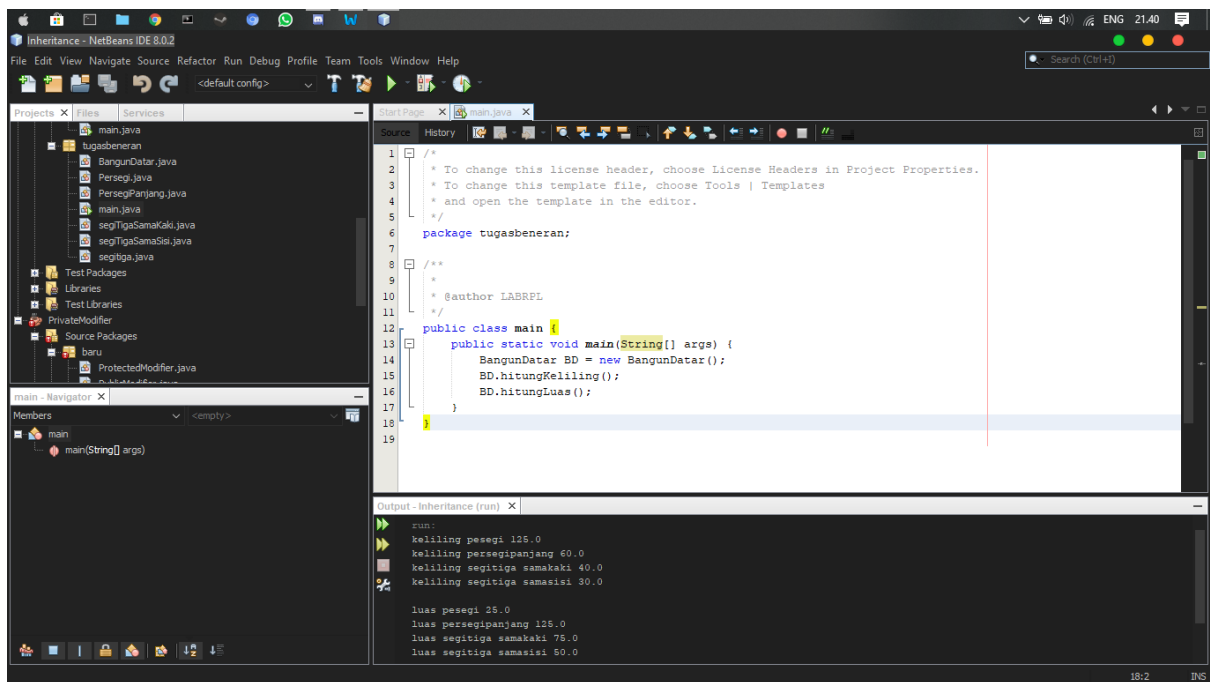 ENG 21.40
Inheritance - NetBeans IDE 8.0.2
File Edit View Navigate Source Refactor Run Debug Profile Team Tools Window Help
Search (Ctrl+I)
<default config>
Projects Files Services
main.java
tugasbeneran
BangunDatar.java
Persegi.java
PersegiPanjang.java
main.java
segiTigaSamaKaki.java
segiTigaSamaSisi.java
segitiga.java
Test Packages
Libraries
Test Libraries
PrivateModifier
Source Packages
baru
ProtectedModifier.java
PublicModifier.java
main - Navigator
Members <empty>
main
main(String[] args)
Start Page main.java
Source History
1 /*
2 * To change this license header, choose License Headers in Project Properties.
3 * To change this template file, choose Tools | Templates
4 * and open the template in the editor.
5 */
6 package tugasbeneran;
7
8 /**
9 *
10 * @author LABRPL
11 */
12 public class main {
13 public static void main(String[] args) {
14 BangunDatar BD = new BangunDatar();
15 BD.hitungKeliling();
16 BD.hitungLuas();
17 }
18 }
19
Output - Inheritance (run)
run:
keliling pesegi 125.0
keliling persegipanjang 60.0
keliling segitiga samakaki 40.0
keliling segitiga samasisi 30.0
luas pesegi 25.0
luas persegipanjang 125.0
luas segitiga samakaki 75.0
luas segitiga samasisi 50.0
18:2 INS